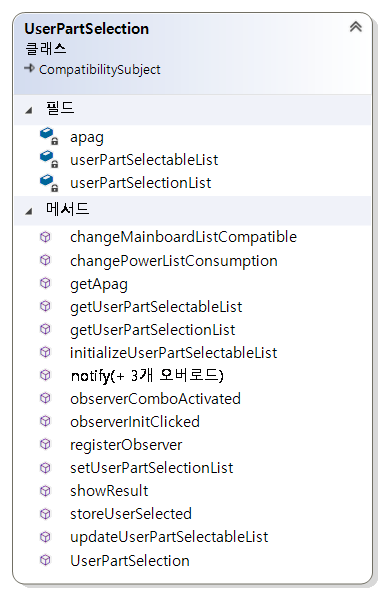 UserPartSelection
클래스
CompatibilitySubject
필드
apag
userPartSelectableList
userPartSelectionList
메서드
changeMainboardListCompatible
changePowerListConsumption
getApag
getUserPartSelectableList
getUserPartSelectionList
initializeUserPartSelectableList
notify(+ 3개 오버로드)
observerComboActivated
observerInitClicked
registerObserver
setUserPartSelectionList
showResult
storeUserSelected
updateUserPartSelectableList
UserPartSelection